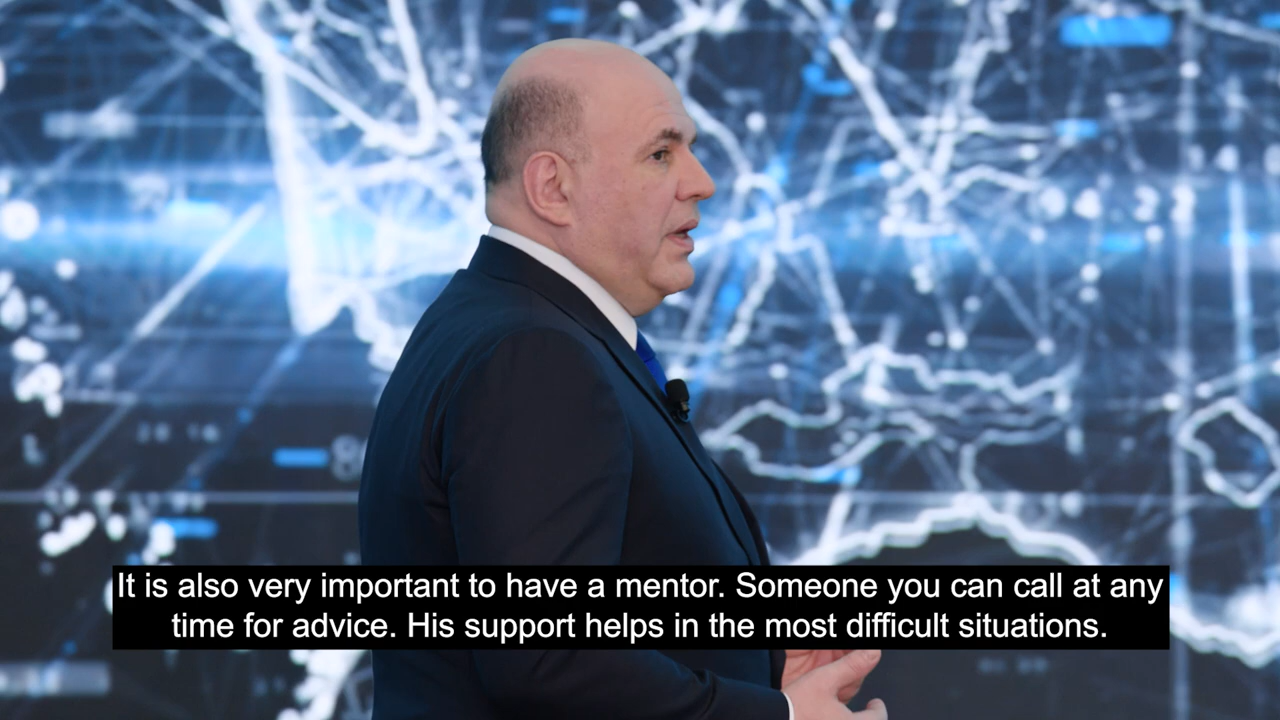 It is also very important to have a mentor. Someone you can call at any
time for advice. His support helps in the most difficult situations.